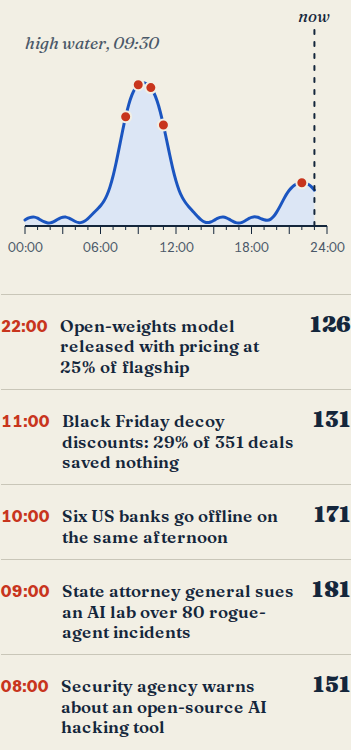 now
high water, 09:30
00:00 06:00 12:00 18:00 24:00
22:00 Open-weights model 126
released with pricing at
25% of flagship
11:00 Black Friday decoy 131
discounts: 29% of 351 deals
saved nothing
10:00 Six US banks go offline on 171
the same afternoon
09:00 State attorney general sues 181
an AI lab over 80 rogue-
agent incidents
08:00 Security agency warns 151
about an open-source AI
hacking tool